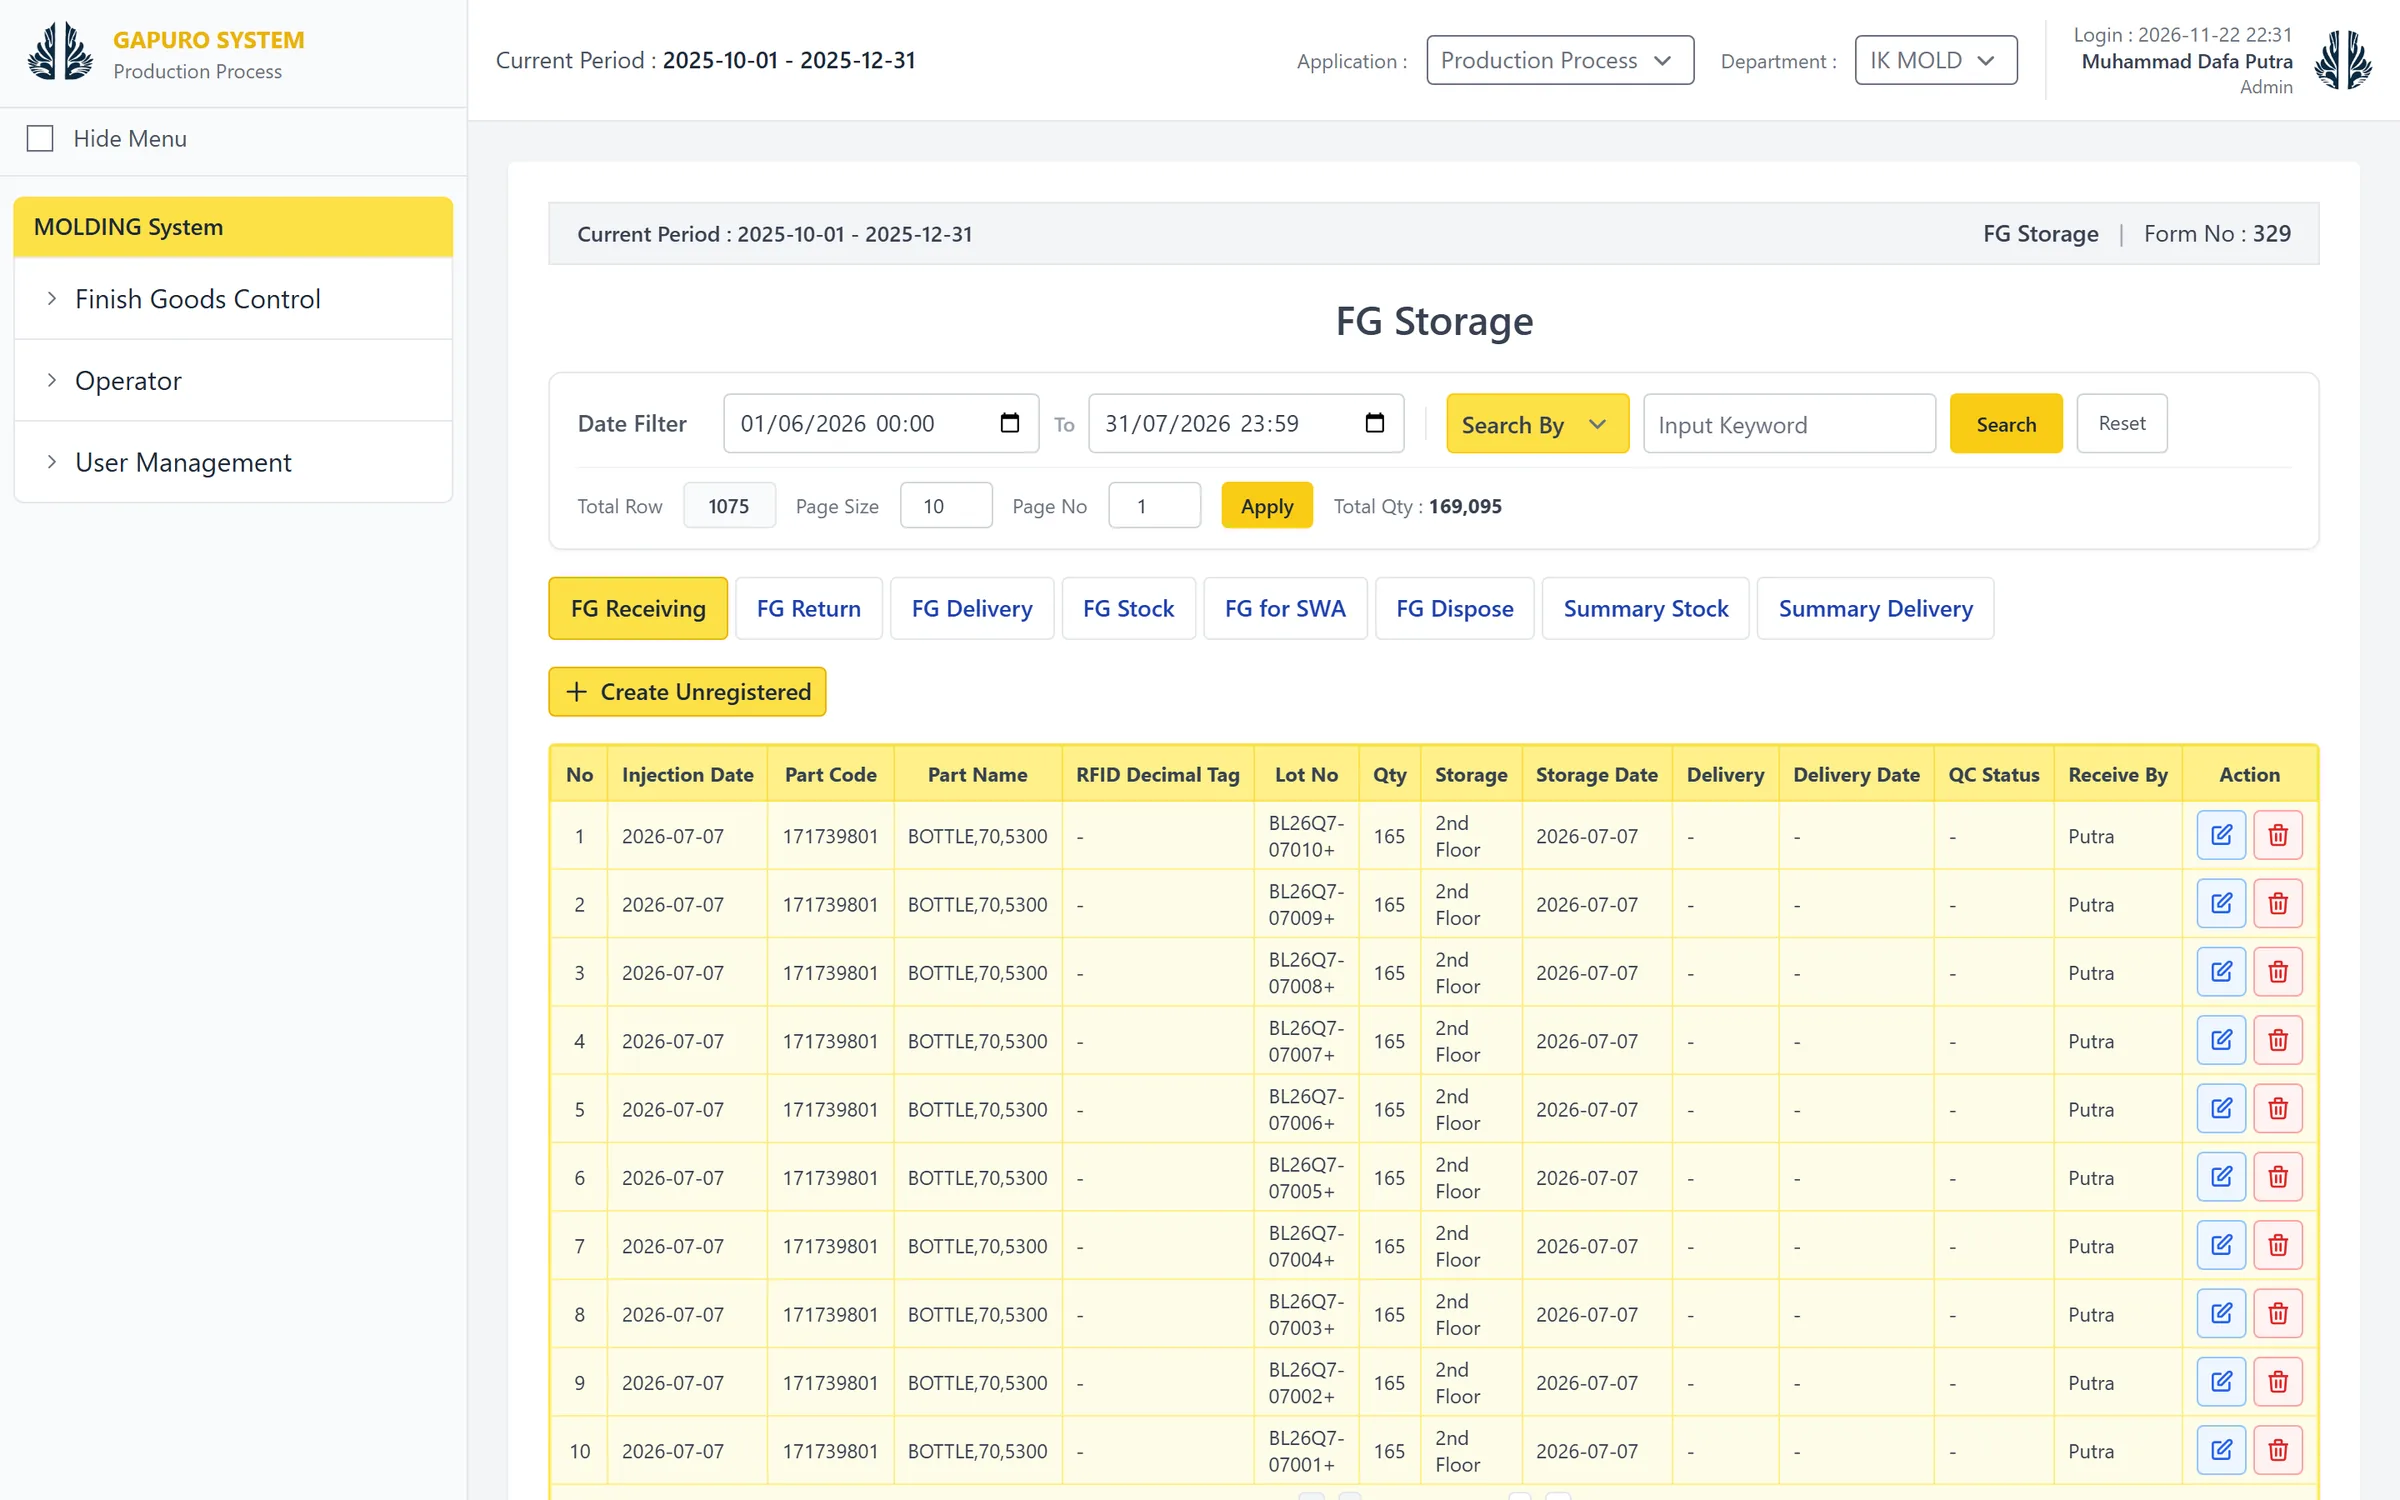 GAPURO SYSTEM
Production Process
Current Period : 2025-10-01 - 2025-12-31
Application : Production Process
Department : IK MOLD
Login : 2026-11-22 22:31
Muhammad Dafa Putra
Admin
Hide Menu
MOLDING System
Finish Goods Control
Operator
User Management
Current Period : 2025-10-01 - 2025-12-31
FG Storage | Form No : 329
FG Storage
Date Filter 01/06/2026 00:00 To 31/07/2026 23:59 Search By Input Keyword Search Reset
Total Row 1075 Page Size 10 Page No 1 Apply Total Qty : 169,095
FG Receiving FG Return FG Delivery FG Stock FG for SWA FG Dispose Summary Stock Summary Delivery
+ Create Unregistered
No Injection Date Part Code Part Name RFID Decimal Tag Lot No Qty Storage Storage Date Delivery Delivery Date QC Status Receive By Action
1 2026-07-07 171739801 BOTTLE,70,5300 - BL26Q7-07010+ 165 2nd Floor 2026-07-07 - - - Putra
2 2026-07-07 171739801 BOTTLE,70,5300 - BL26Q7-07009+ 165 2nd Floor 2026-07-07 - - - Putra
3 2026-07-07 171739801 BOTTLE,70,5300 - BL26Q7-07008+ 165 2nd Floor 2026-07-07 - - - Putra
4 2026-07-07 171739801 BOTTLE,70,5300 - BL26Q7-07007+ 165 2nd Floor 2026-07-07 - - - Putra
5 2026-07-07 171739801 BOTTLE,70,5300 - BL26Q7-07006+ 165 2nd Floor 2026-07-07 - - - Putra
6 2026-07-07 171739801 BOTTLE,70,5300 - BL26Q7-07005+ 165 2nd Floor 2026-07-07 - - - Putra
7 2026-07-07 171739801 BOTTLE,70,5300 - BL26Q7-07004+ 165 2nd Floor 2026-07-07 - - - Putra
8 2026-07-07 171739801 BOTTLE,70,5300 - BL26Q7-07003+ 165 2nd Floor 2026-07-07 - - - Putra
9 2026-07-07 171739801 BOTTLE,70,5300 - BL26Q7-07002+ 165 2nd Floor 2026-07-07 - - - Putra
10 2026-07-07 171739801 BOTTLE,70,5300 - BL26Q7-07001+ 165 2nd Floor 2026-07-07 - - - Putra